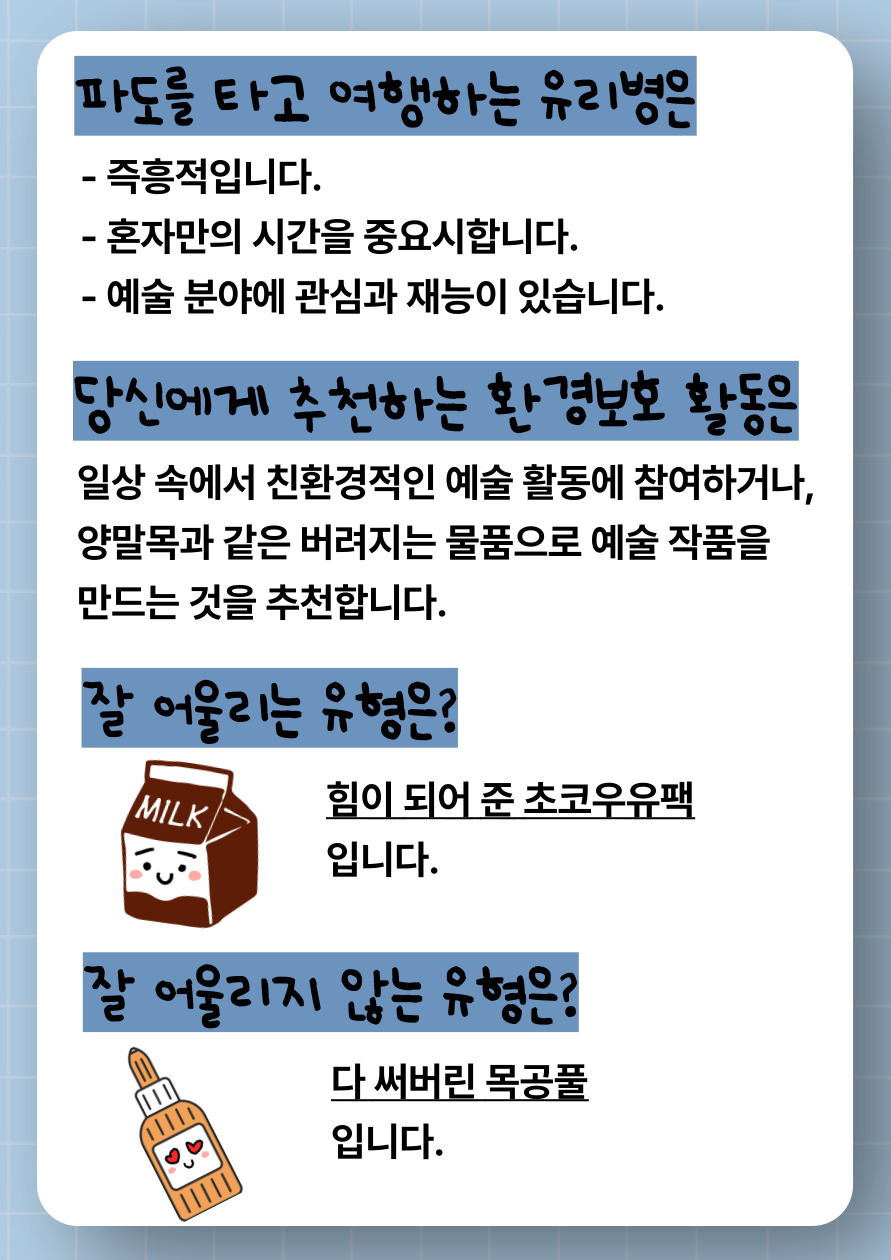 파도를 타고 여행하는 유리병은
- 즉흥적입니다.
- 혼자만의 시간을 중요시합니다.
- 예술 분야에 관심과 재능이 있습니다.
당신에게 추천하는 환경보호 활동은
일상 속에서 친환경적인 예술 활동에 참여하거나,
양말목과 같은 버려지는 물품으로 예술 작품을
만드는 것을 추천합니다.
잘 어울리는 유형은?
MILK
힘이 되어 준 초코우유팩
입니다.
잘 어울리지 않는 유형은?
다 써버린 목공풀
입니다.